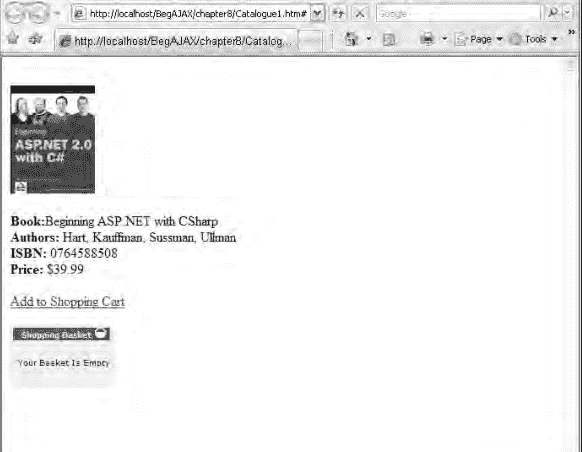 http://localhost/BegAJAX/chapter8/Catalogue1.htm#
Google
http://localhost/BegAJAX/chapter8/Catalog...
Page
Tools
Beginning
ASP.NET 2.0
with C#
Book:Beginning ASP.NET with CSharp
Authors: Hart, Kauffman, Sussman, Ullman
ISBN: 0764588508
Price: $39.99
Add to Shopping Cart
Shopping Basket
Your Basket Is Empty